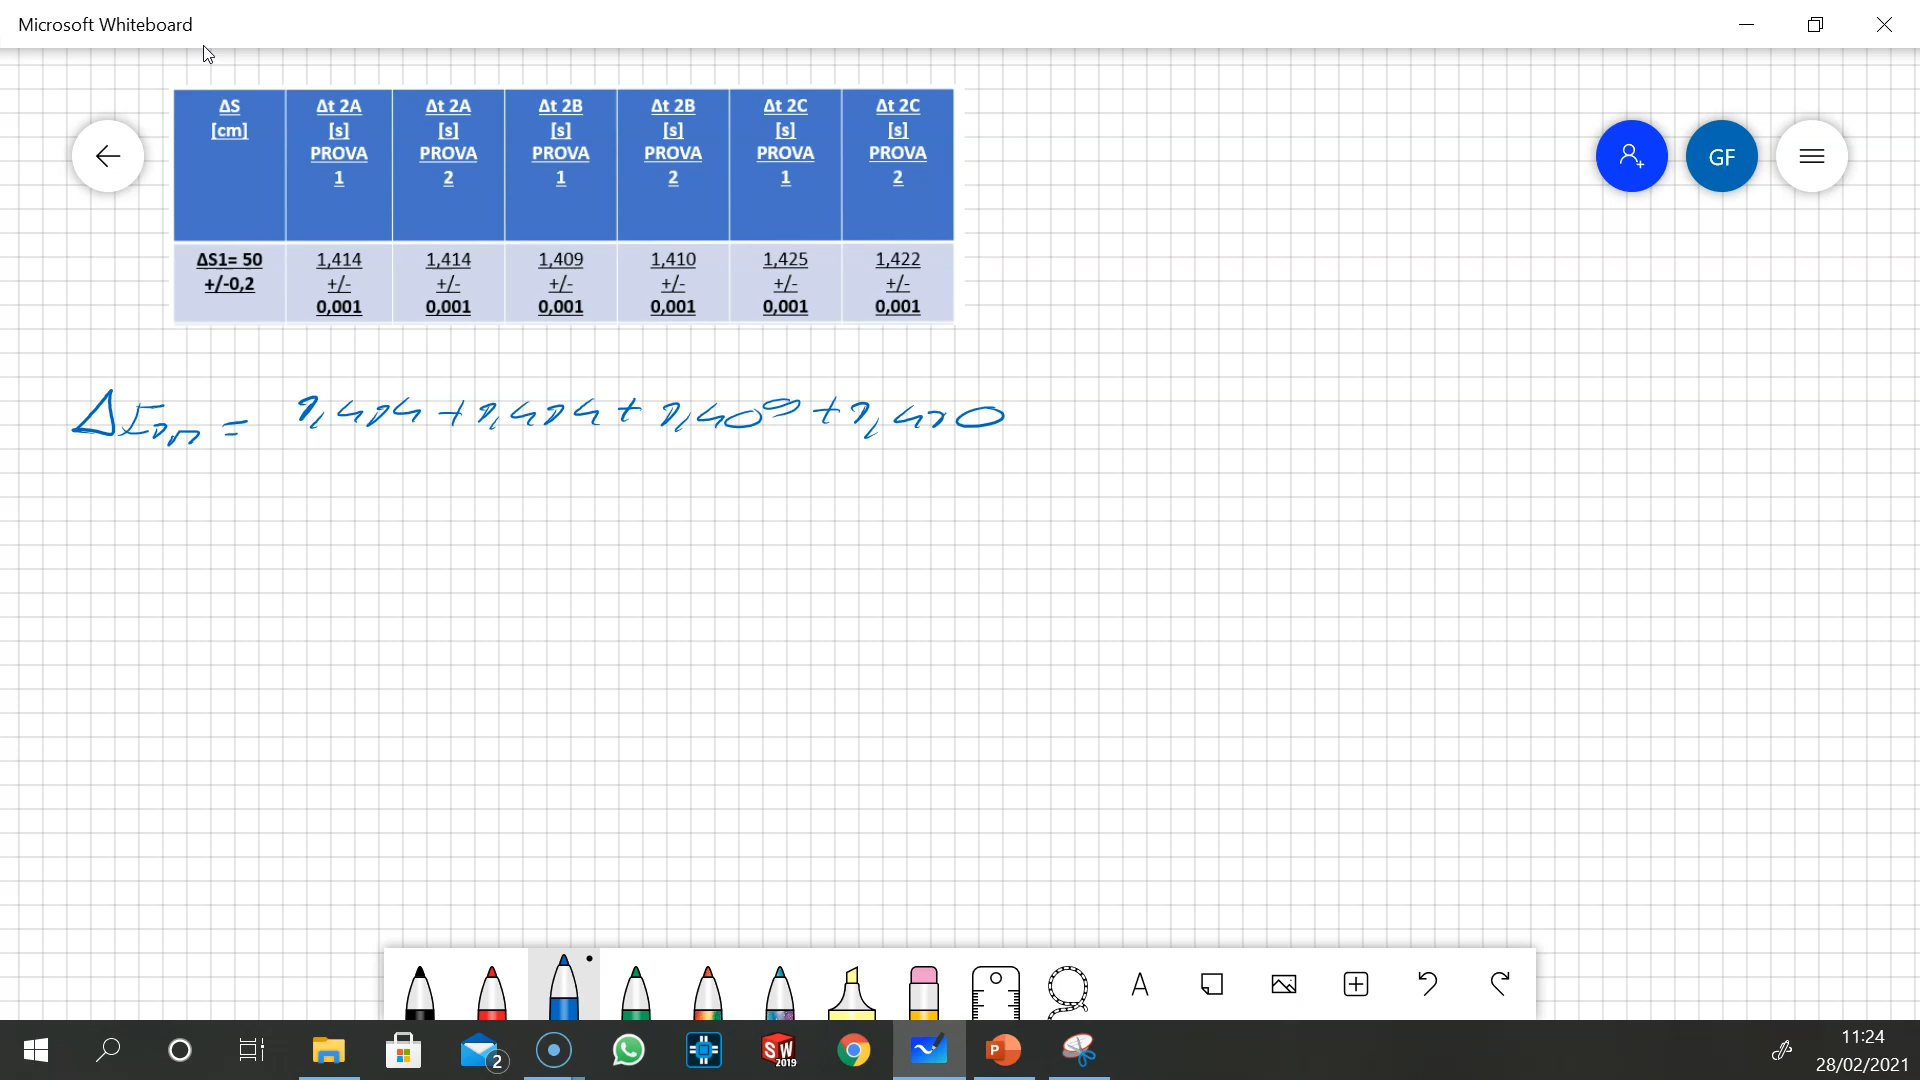 Microsoft Whiteboard
ΔS [cm] Δt 2A [s] PROVA 1 Δt 2A [s] PROVA 2 Δt 2B [s] PROVA 1 Δt 2B [s] PROVA 2 Δt 2C [s] PROVA 1 Δt 2C [s] PROVA 2
ΔS1= 50 +/-0,2 1,414 +/- 0,001 1,414 +/- 0,001 1,409 +/- 0,001 1,410 +/- 0,001 1,425 +/- 0,001 1,422 +/- 0,001
GF
= 1,414 + 1,414 + 1,409 + 1,410
A
2
SW
2019
P
11:24
28/02/2021